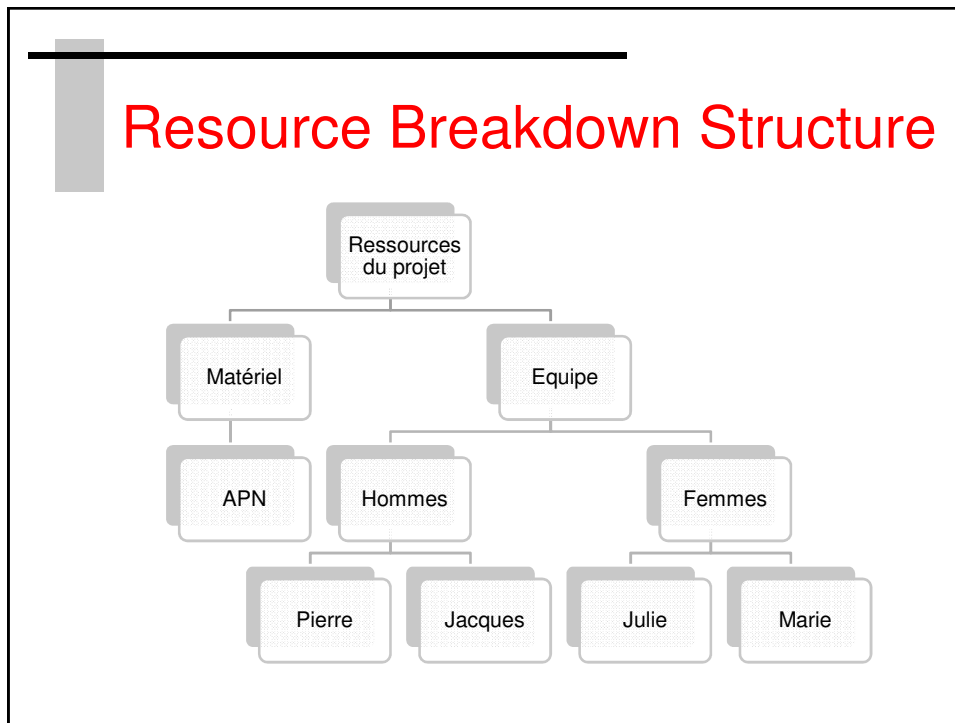 Resource Breakdown Structure
Ressources
du projet
Matériel
Equipe
APN
Hommes
Femmes
Pierre
Jacques
Julie
Marie